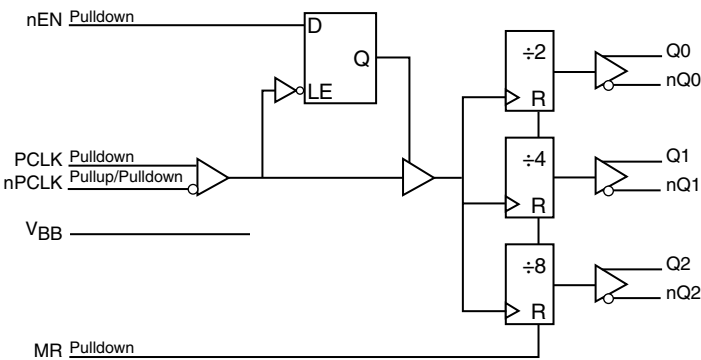 nEN Pulldown
D
Q
LE
PCLK Pulldown
nPCLK Pullup/Pulldown
VBB
MR Pulldown
÷2
R
÷4
R
÷8
R
Q0
nQ0
Q1
nQ1
Q2
nQ2